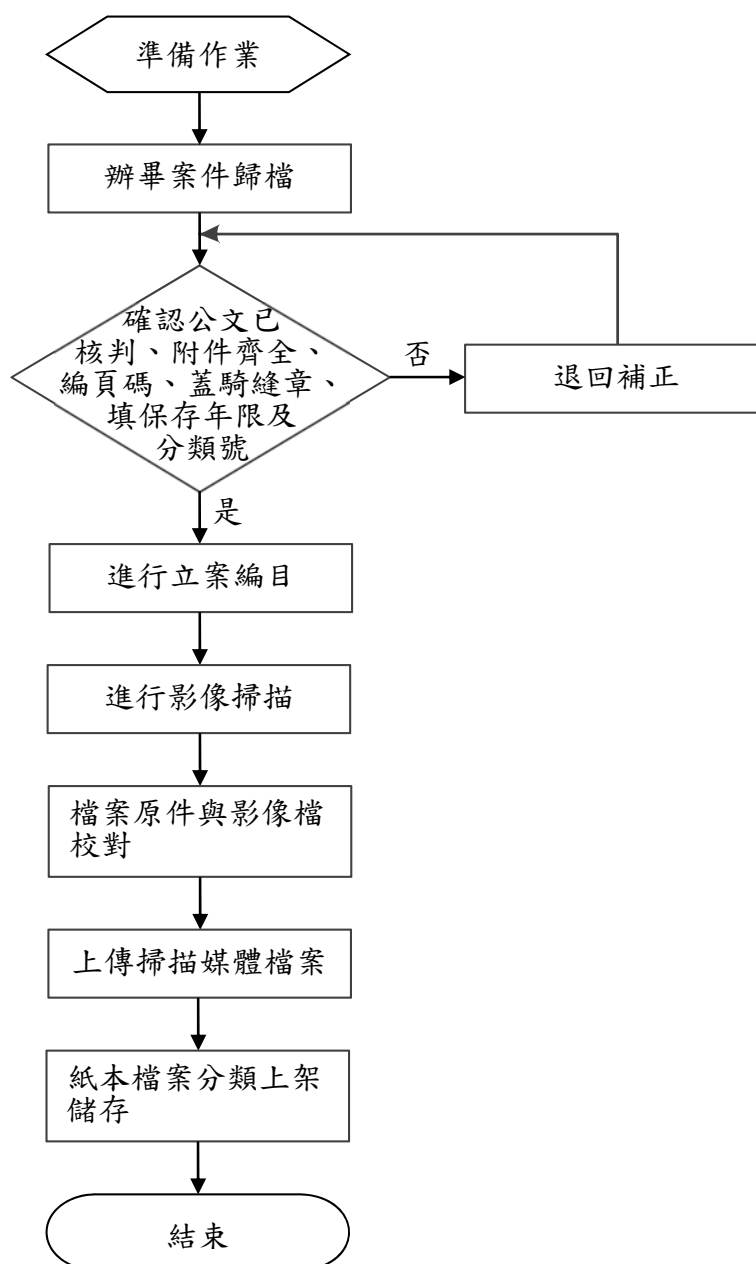 準備作業
辦畢案件歸檔
確認公文已
核判、附件齊全、
編頁碼、蓋騎縫章、
填保存年限及
分類號
否
退回補正
是
進行立案編目
進行影像掃描
檔案原件與影像檔
校對
上傳掃描媒體檔案
紙本檔案分類上架
儲存
結束